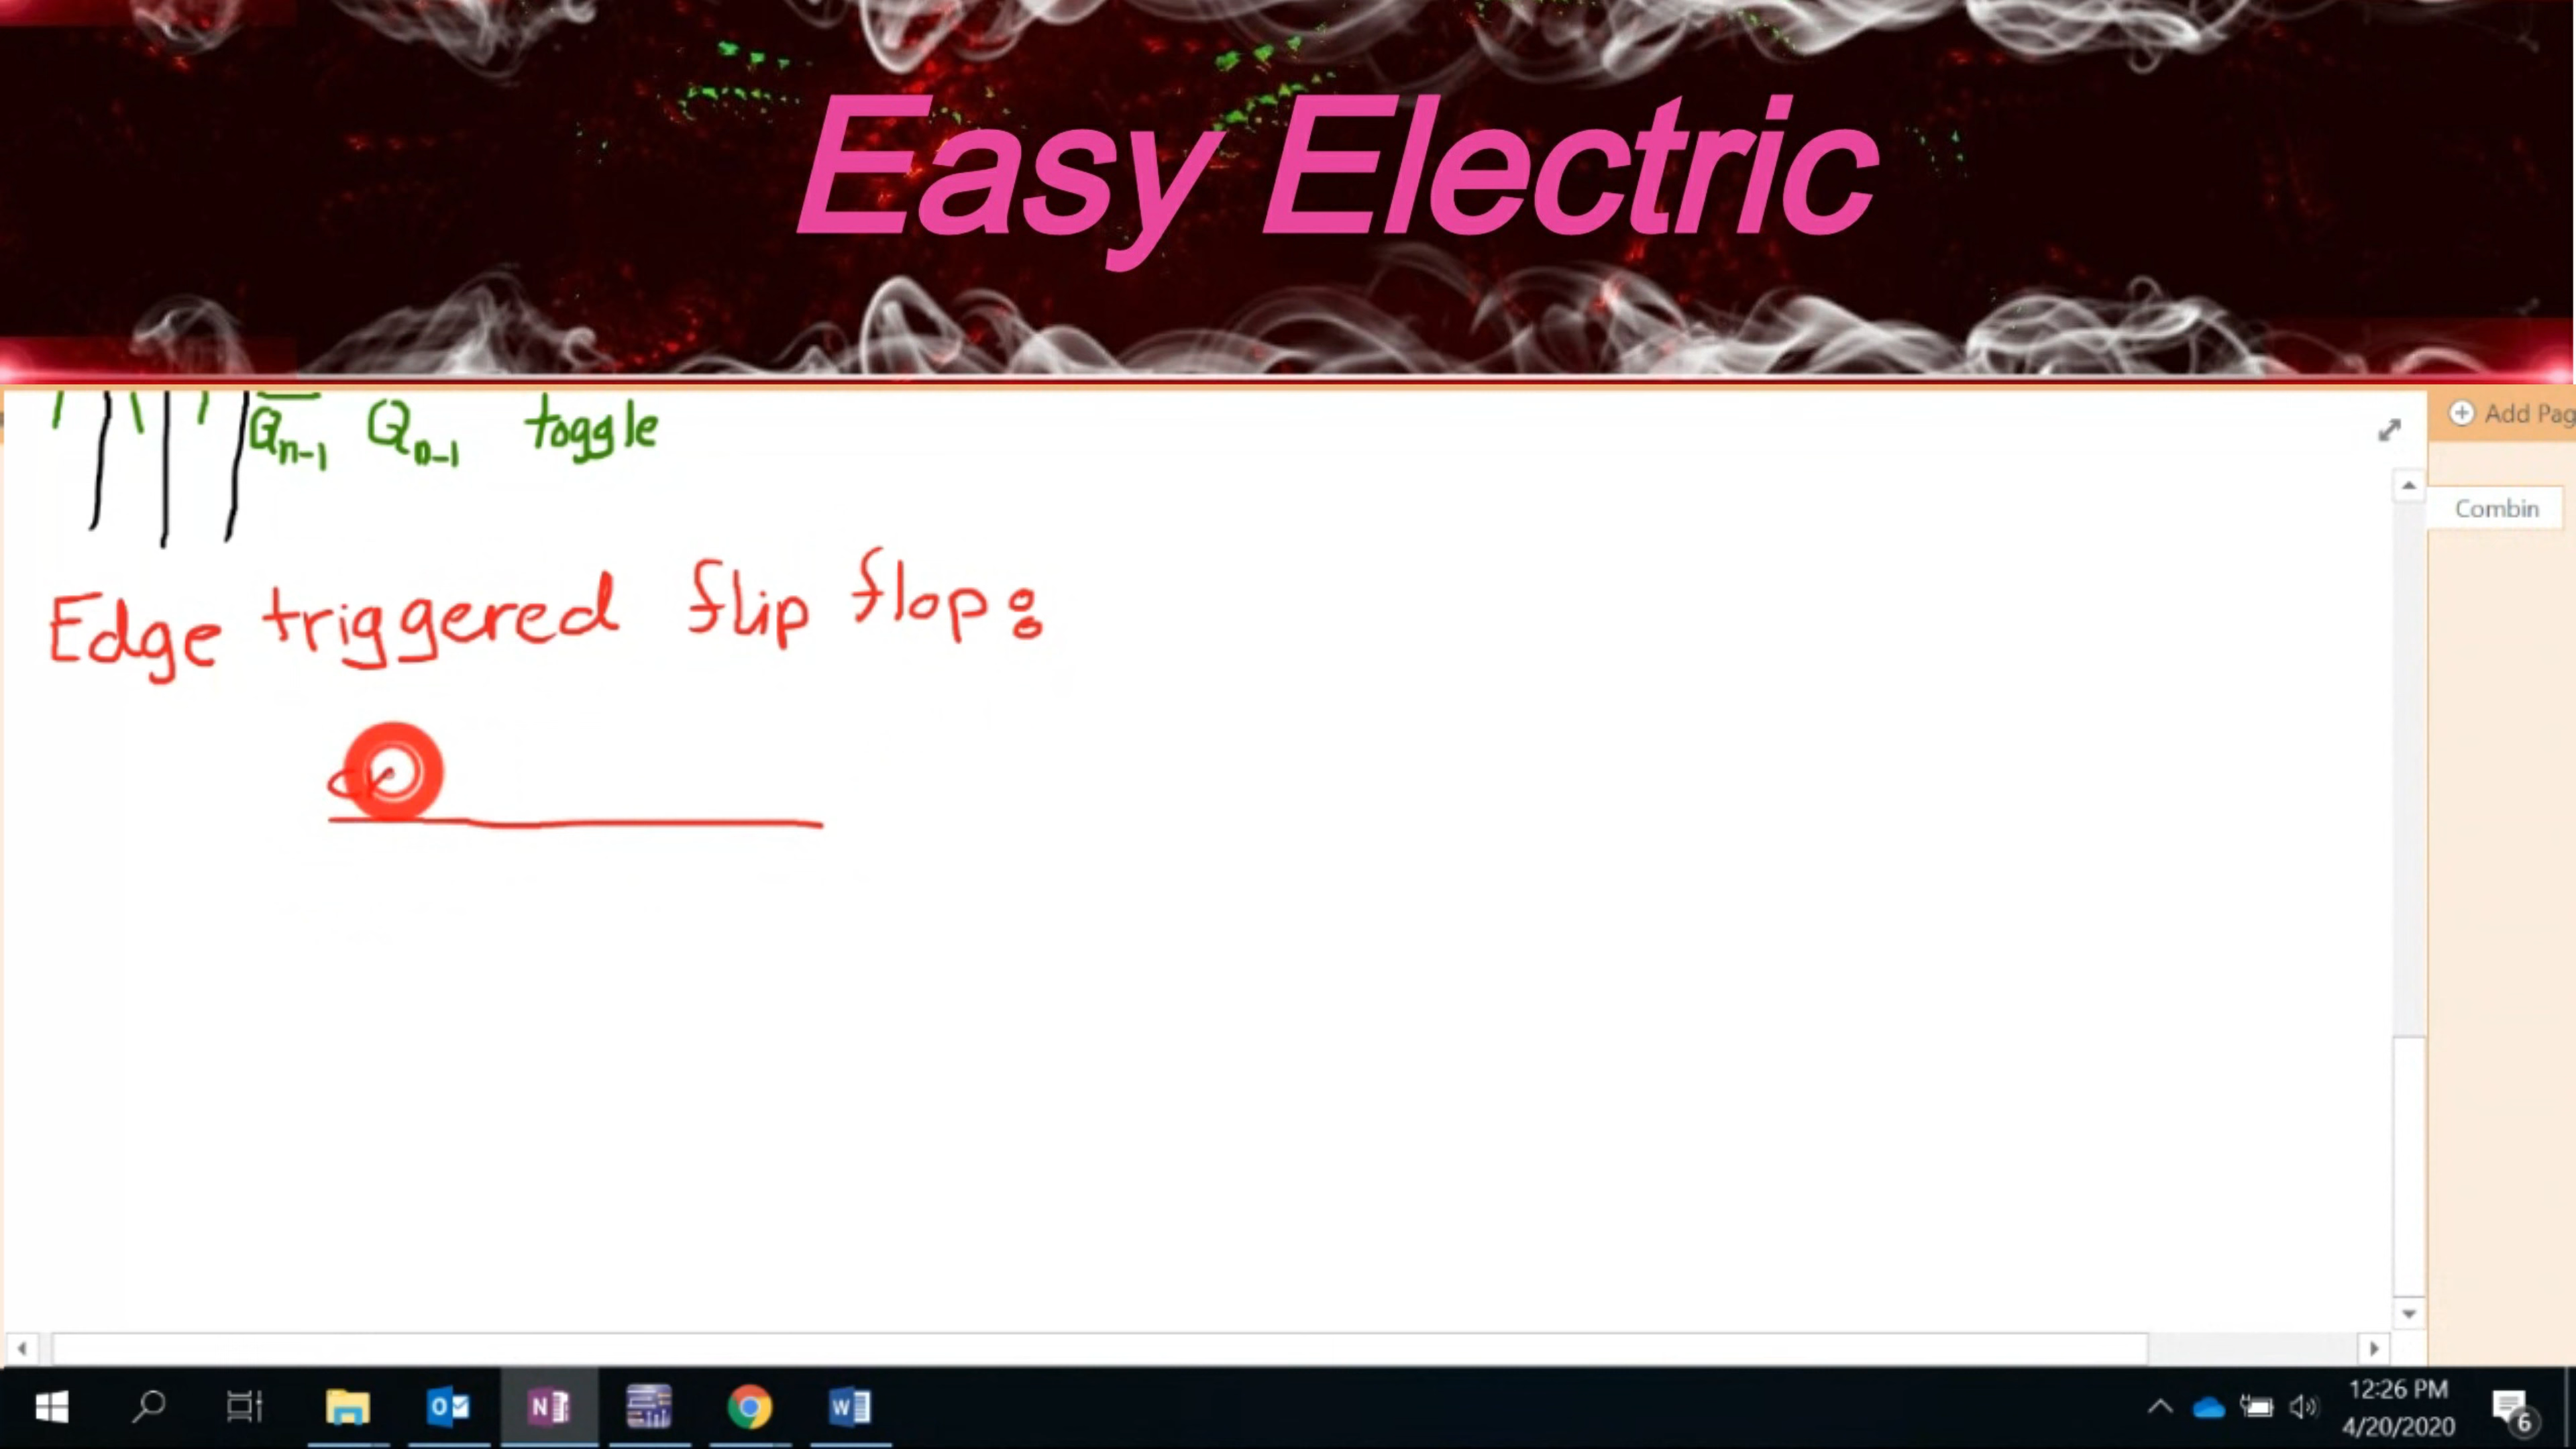 Easy Electric
Q̅n-1 Qn-1 toggle
Add Pag
Combin
Edge triggered flip flop:
12:26 PM
4/20/2020
6